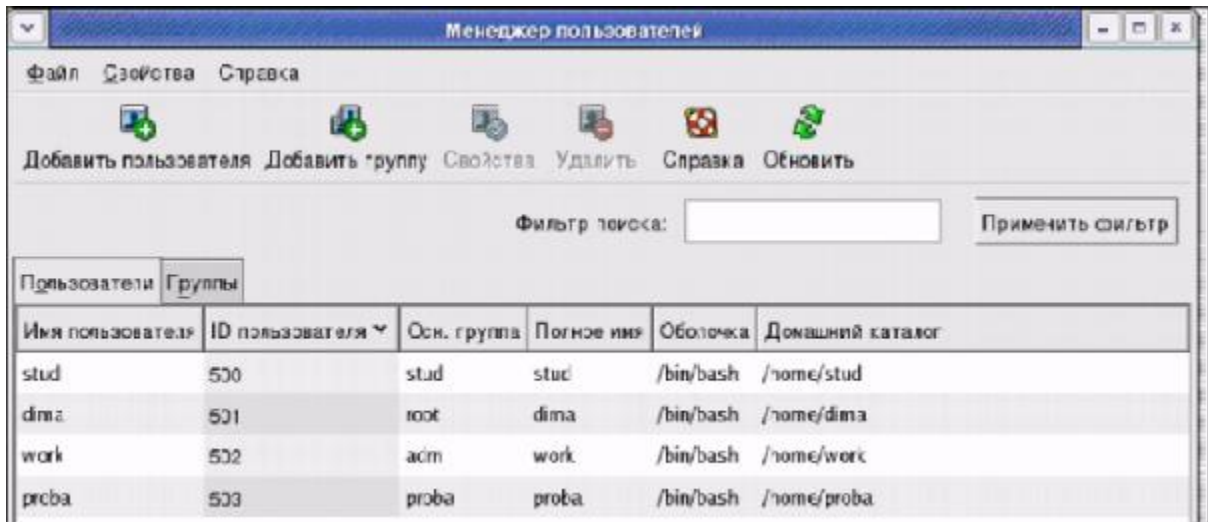 Менеджер пользователей
Файл Свойства Справка
Добавить пользователя Добавить группу Свойства Удалить Справка Обновить
Фильтр поиска: Применить фильтр
Пользователи Группы
Имя пользователя ID пользователя Осн. группа Полное имя Оболочка Домашний каталог
stud 500 stud stud /bin/bash /home/stud
dima 501 root dima /bin/bash /home/dima
work 502 adm work /bin/bash /home/work
proba 503 proba proba /bin/bash /home/proba